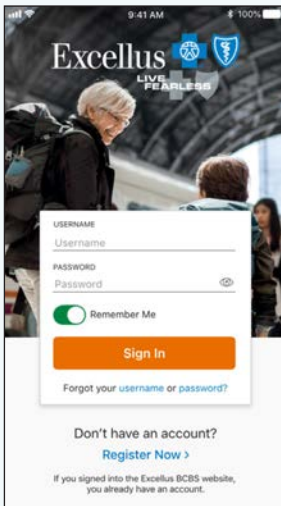 9:41 AM
100%
Excellus
LIVE
FEARLESS
USERNAME
Username
PASSWORD
Password
Remember Me
Sign In
Forgot your username or password?
Don't have an account?
Register Now >
If you signed into the Excellus BCBS website,
you already have an account.